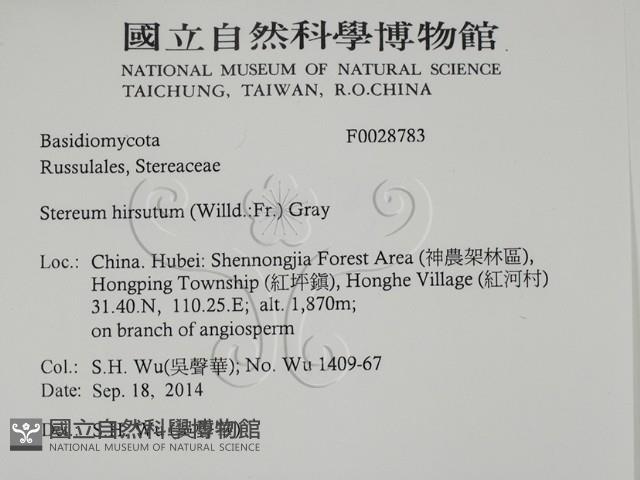 國立自然科學博物館
NATIONAL MUSEUM OF NATURAL SCIENCE
TAICHUNG, TAIWAN, R.O.CHINA
Basidiomycota F0028783
Russulales, Stereaceae
Stereum hirsutum (Willd.:Fr.) Gray
Loc.: China. Hubei: Shennongjia Forest Area (神農架林區),
Hongping Township (紅坪鎮), Honghe Village (紅河村)
31.40.N, 110.25.E; alt. 1,870m;
on branch of angiosperm
Col.: S.H. Wu(吳聲華); No. Wu 1409-67
Date: Sep. 18, 2014
國立自然科學博物館
NATIONAL MUSEUM OF NATURAL SCIENCE